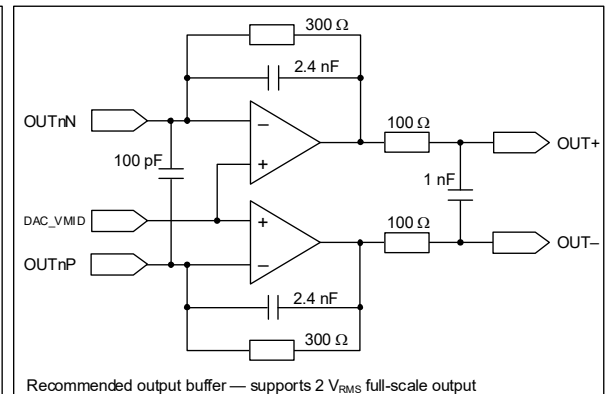 300 Ω
2.4 nF
OUTnN
−
100 Ω
OUT+
100 pF
+
1 nF
DAC_VMID
+
100 Ω
OUT–
OUTnP
−
2.4 nF
300 Ω
Recommended output buffer — supports 2 VRMS full-scale output